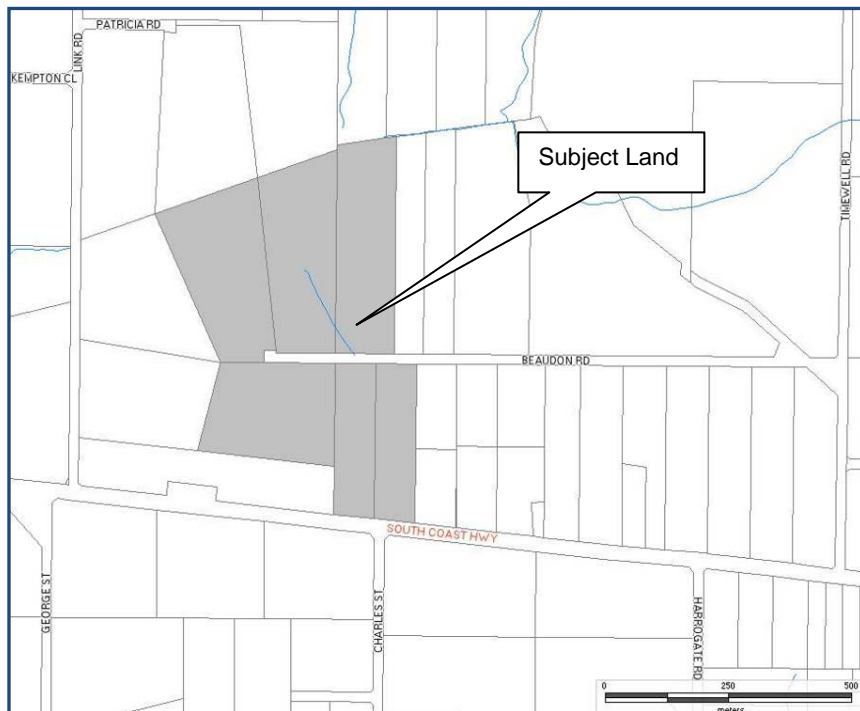 PATRICIA RD
LINK RD
KEMPTON CL
Subject Land
TIMEWELL RD
BEAUDON RD
SOUTH COAST HWY
GEORGE ST
CHARLES ST
HARROGATE RD
0 250 500
meters